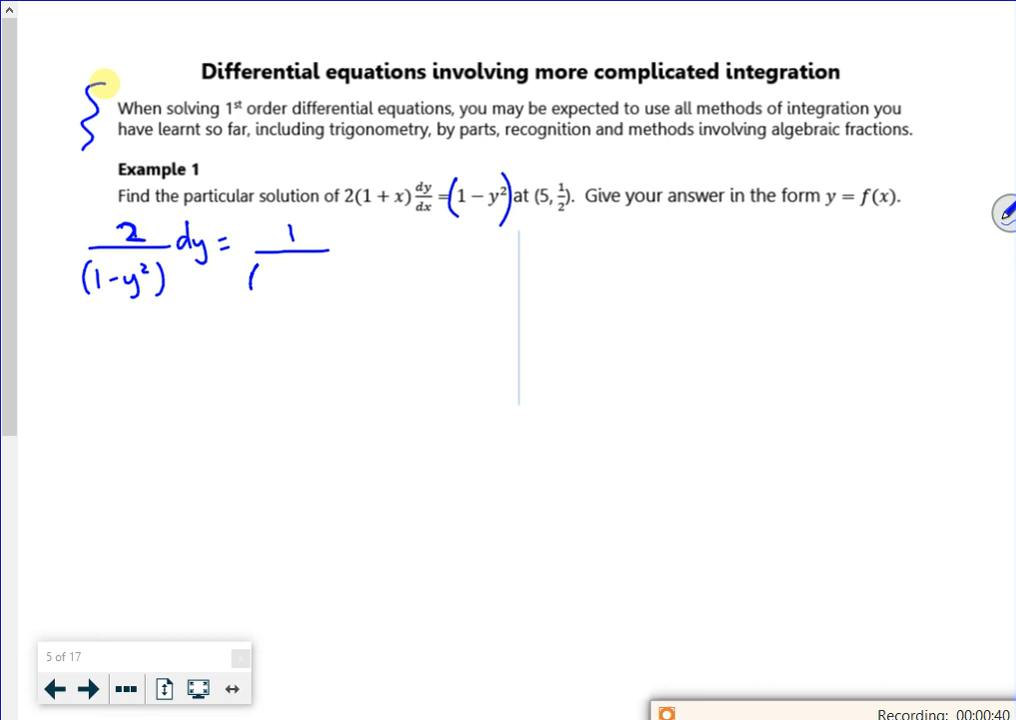 Differential equations involving more complicated integration
When solving 1st order differential equations, you may be expected to use all methods of integration you
have learnt so far, including trigonometry, by parts, recognition and methods involving algebraic fractions.
Example 1
Find the particular solution of 2(1 + x) dy/dx = (1 − y²) at (5, 1/2). Give your answer in the form y = f(x).
2/(1-y²) dy = 1/(
5 of 17
Recording: 00:00:40